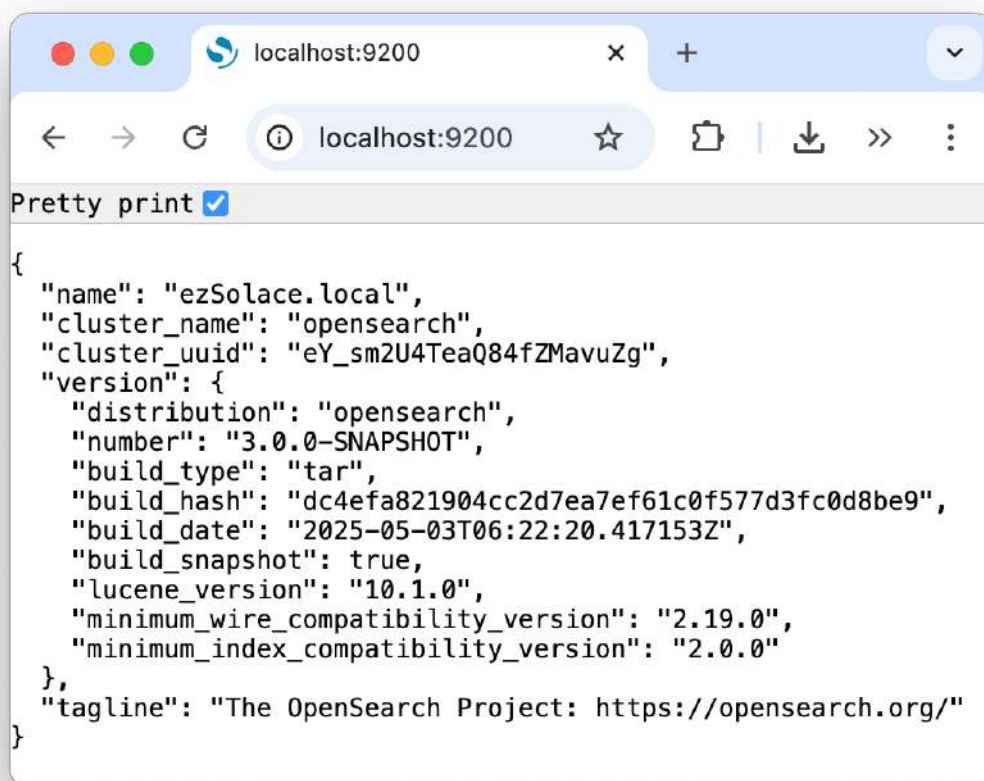 localhost:9200
localhost:9200
Pretty print
{
  "name": "ezSolace.local",
  "cluster_name": "opensearch",
  "cluster_uuid": "eY_sm2U4TeaQ84fZMavuZg",
  "version": {
    "distribution": "opensearch",
    "number": "3.0.0-SNAPSHOT",
    "build_type": "tar",
    "build_hash": "dc4efa821904cc2d7ea7ef61c0f577d3fc0d8be9",
    "build_date": "2025-05-03T06:22:20.417153Z",
    "build_snapshot": true,
    "lucene_version": "10.1.0",
    "minimum_wire_compatibility_version": "2.19.0",
    "minimum_index_compatibility_version": "2.0.0"
  },
  "tagline": "The OpenSearch Project: https://opensearch.org/"
}